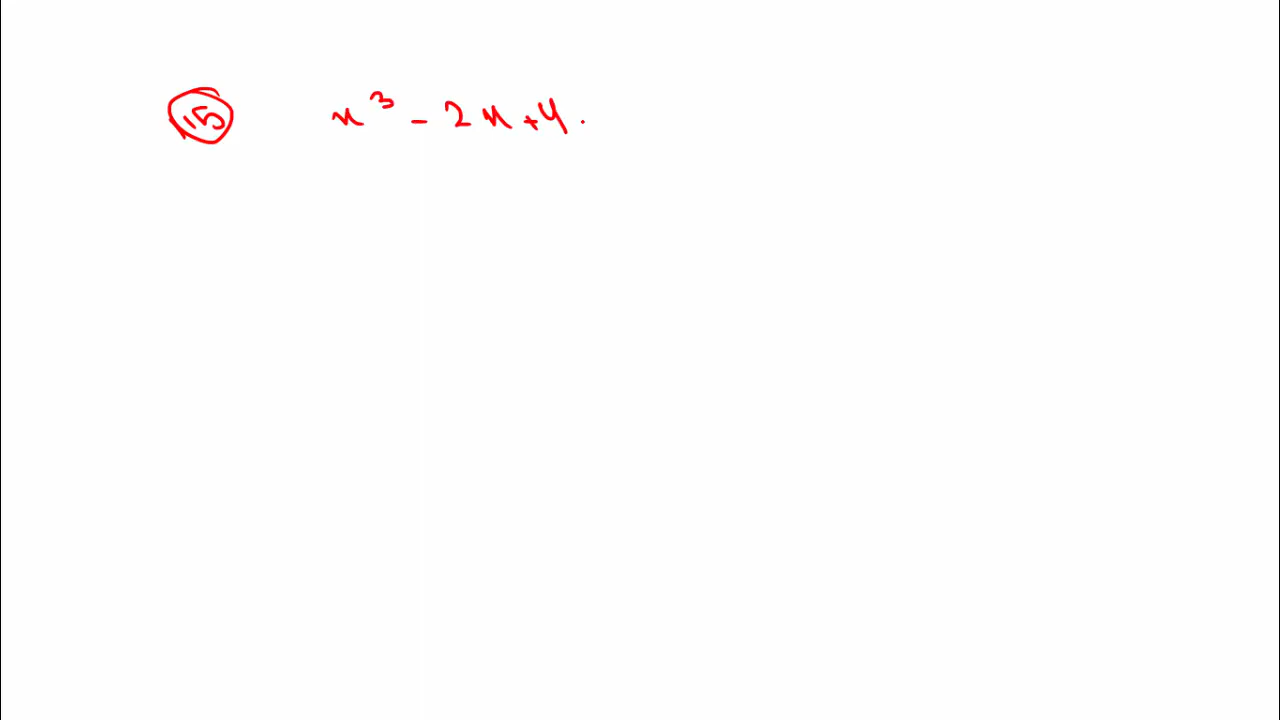 15 x³ - 2x + 4.